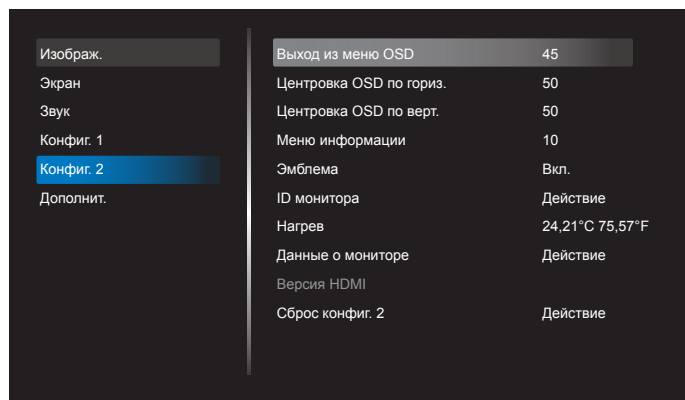 Изображ.
Экран
Звук
Конфиг. 1
Конфиг. 2
Дополнит.
Выход из меню OSD 45
Центровка OSD по гориз. 50
Центровка OSD по верт. 50
Меню информации 10
Эмблема Вкл.
ID монитора Действие
Нагрев 24,21°C 75,57°F
Данные о мониторе Действие
Версия HDMI
Сброс конфиг. 2 Действие